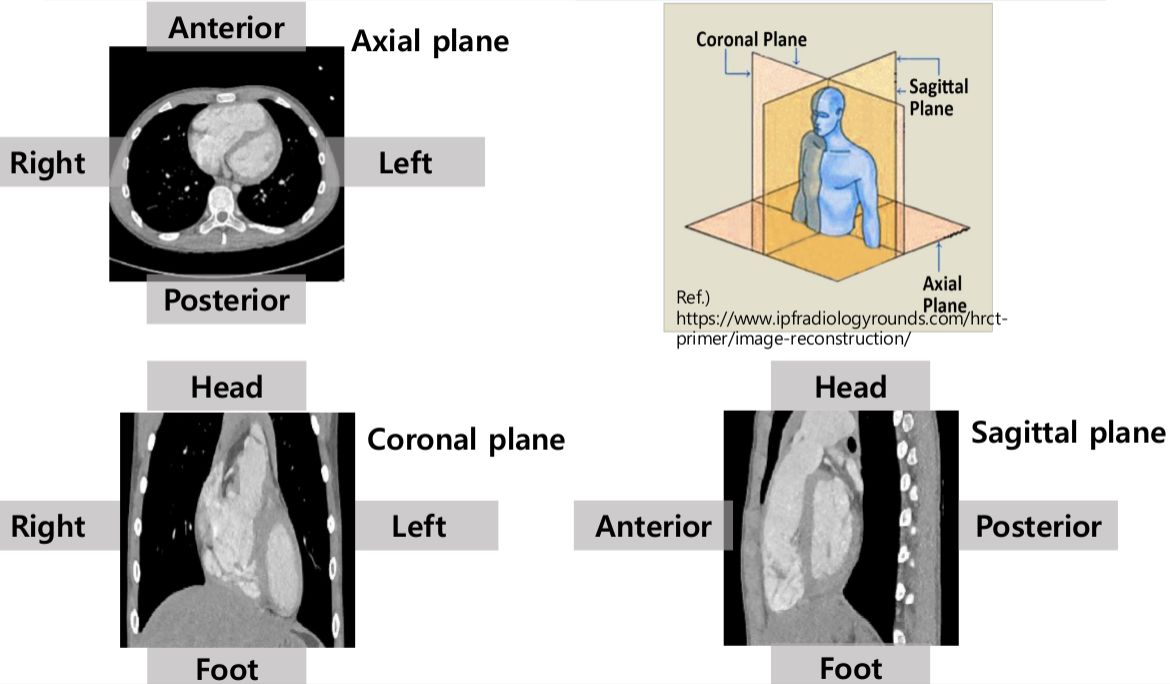 Anterior
Axial plane
Right
Left
Posterior
Coronal Plane
Sagittal
Plane
Axial
Plane
Ref.)
https://www.ipfradiologyrounds.com/hrct-
primer/image-reconstruction/
Head
Coronal plane
Right
Left
Foot
Head
Sagittal plane
Anterior
Posterior
Foot